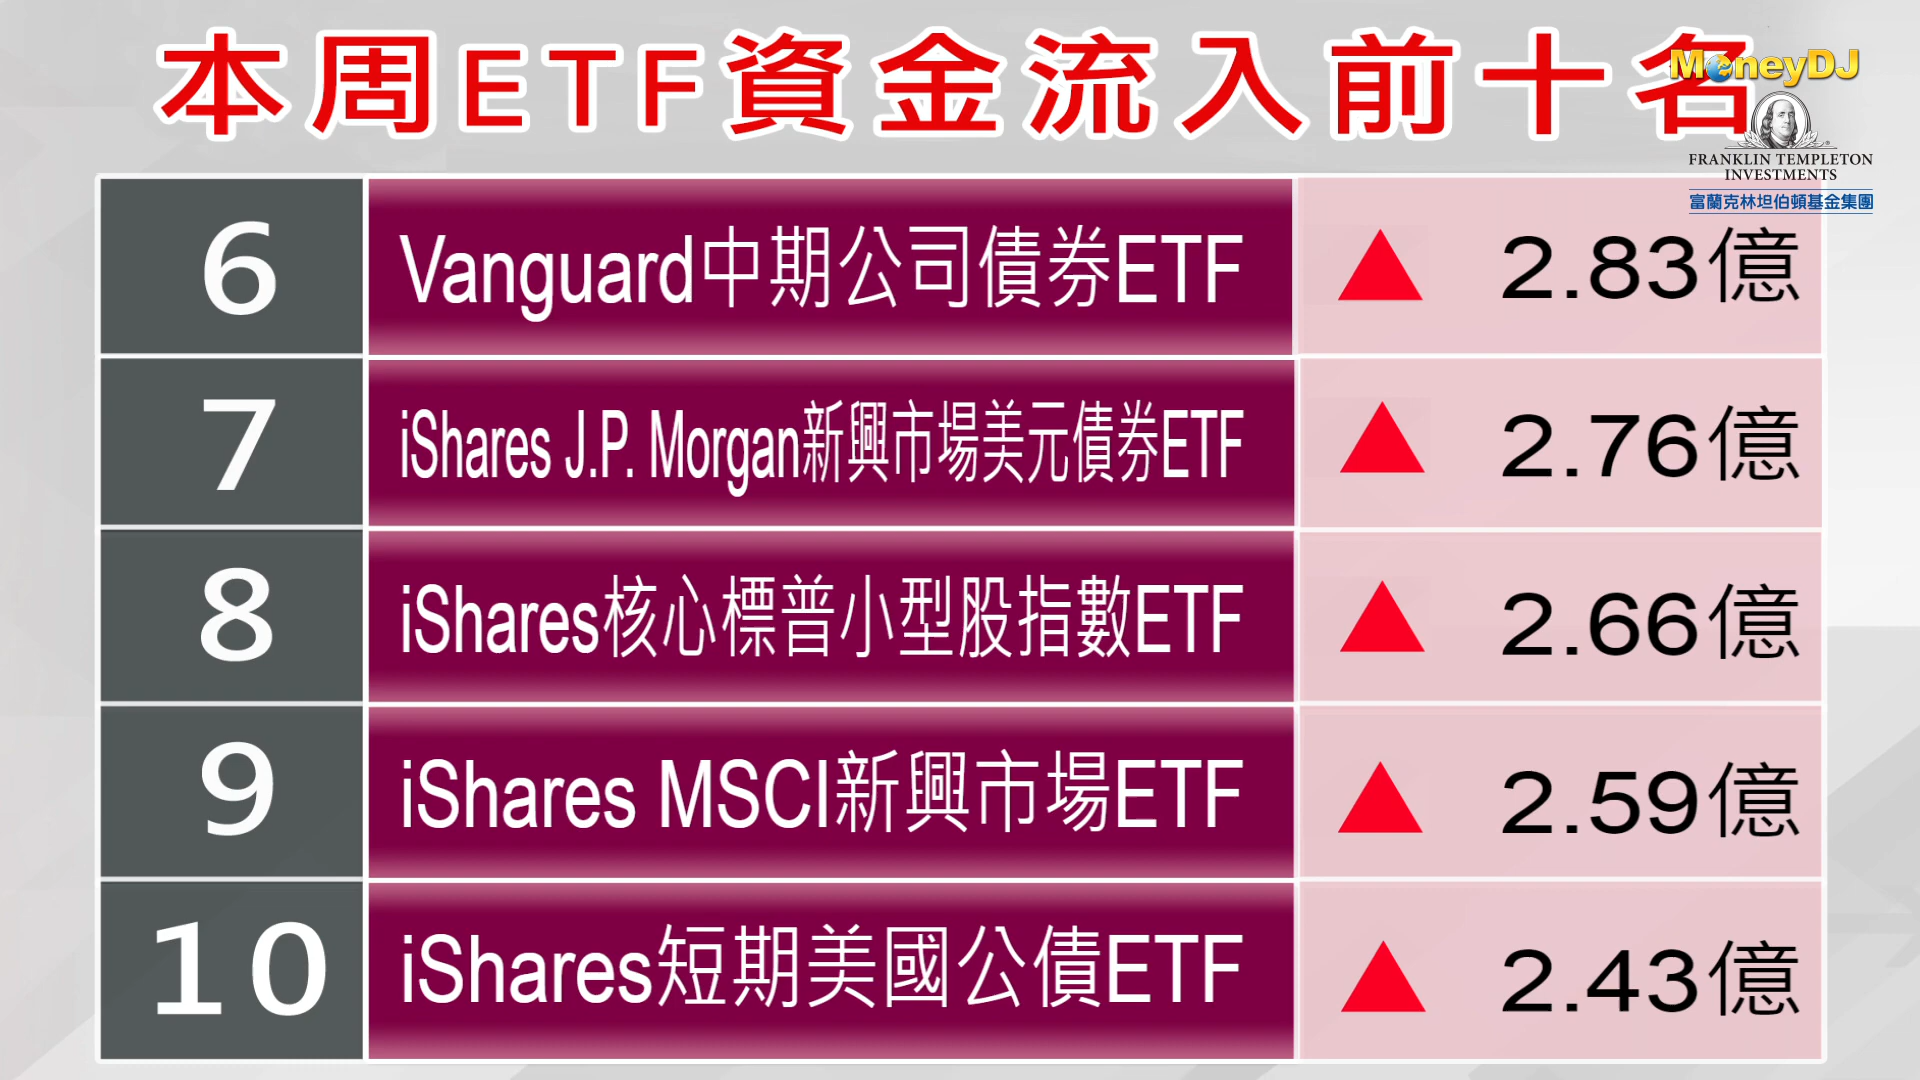 本周ETF資金流入前十名
MoneyDJ
FRANKLIN TEMPLETON
INVESTMENTS
富蘭克林坦伯頓基金集團
6 Vanguard中期公司債券ETF ▲ 2.83億
7 iShares J.P. Morgan新興市場美元債券ETF ▲ 2.76億
8 iShares核心標普小型股指數ETF ▲ 2.66億
9 iShares MSCI新興市場ETF ▲ 2.59億
10 iShares短期美國公債ETF ▲ 2.43億